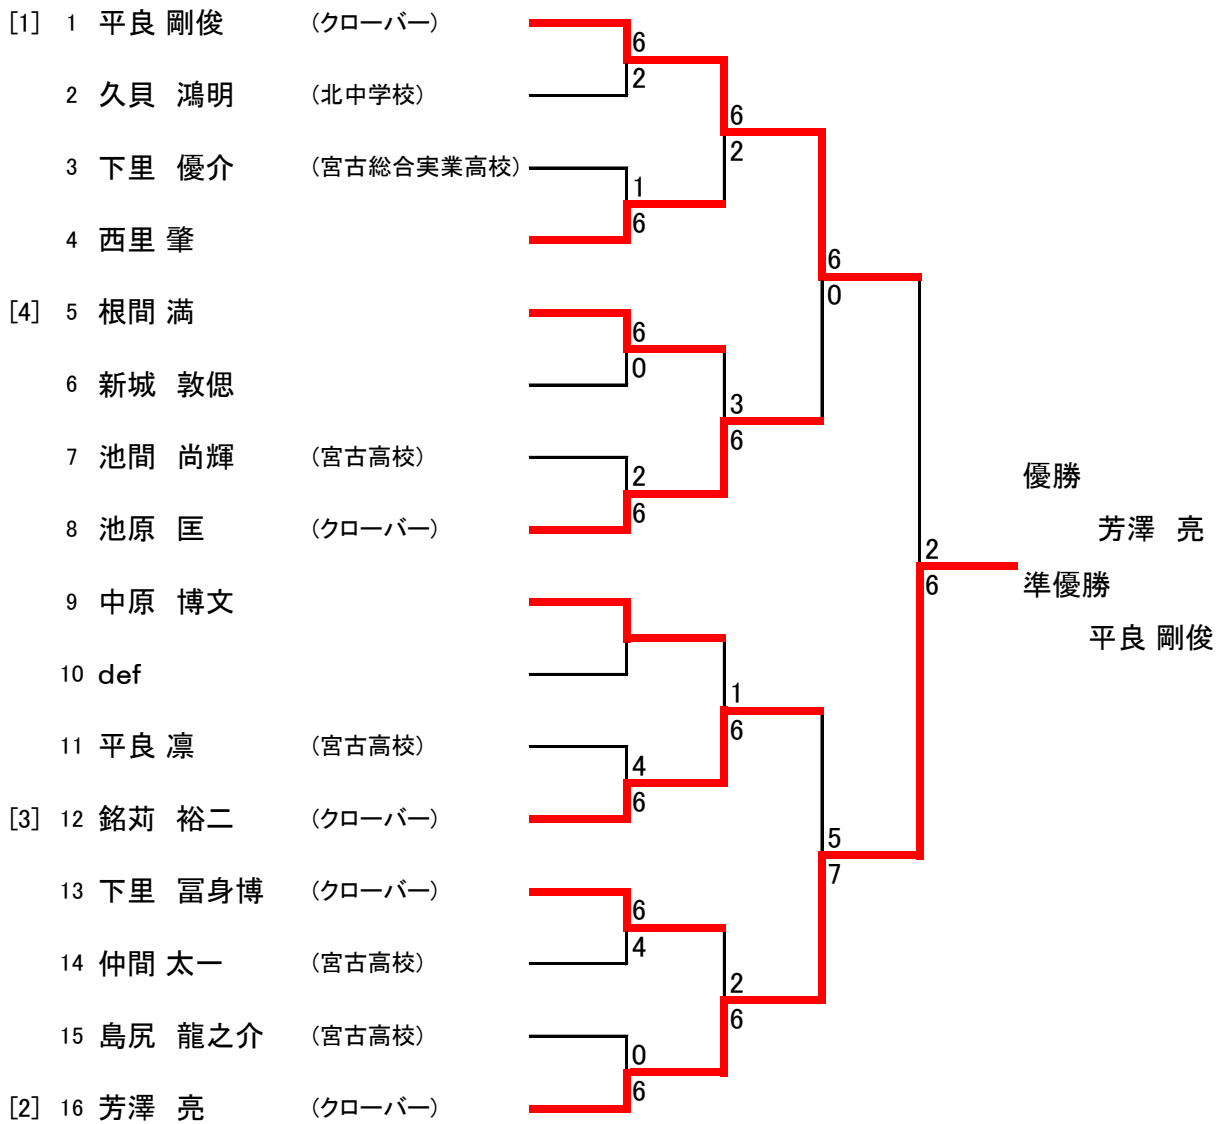 [1] 1 平良 剛俊 (クローバー)
6
2
2 久貝 鴻明 (北中学校)
6
2
3 下里 優介 (宮古総合実業高校)
1
6
4 西里 肇
6
0
[4] 5 根間 満
6
0
6 新城 敦偲
3
6
7 池間 尚輝 (宮古高校)
2
6
8 池原 匡 (クローバー)
優勝
芳澤 亮
2
6
準優勝
平良 剛俊
9 中原 博文
10 def
1
6
11 平良 凛 (宮古高校)
4
6
[3] 12 銘苅 裕二 (クローバー)
5
7
13 下里 冨身博 (クローバー)
6
4
14 仲間 太一 (宮古高校)
2
6
15 島尻 龍之介 (宮古高校)
0
6
[2] 16 芳澤 亮 (クローバー)